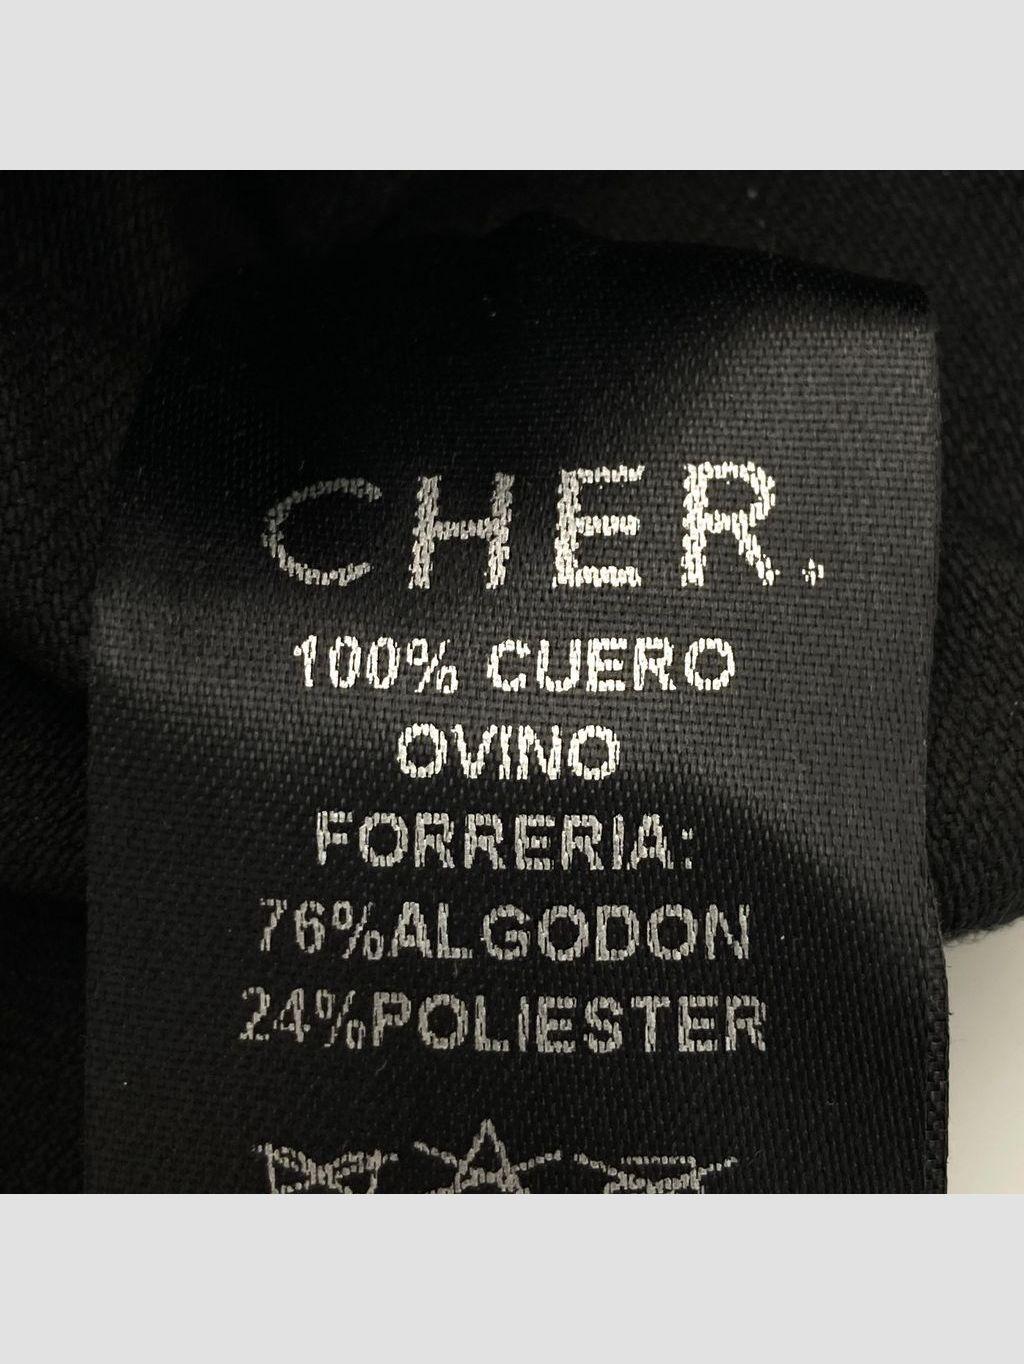 CHER.
100% CUERO
OVINO
FORRERIA:
76%ALGODON
24%POLIESTER